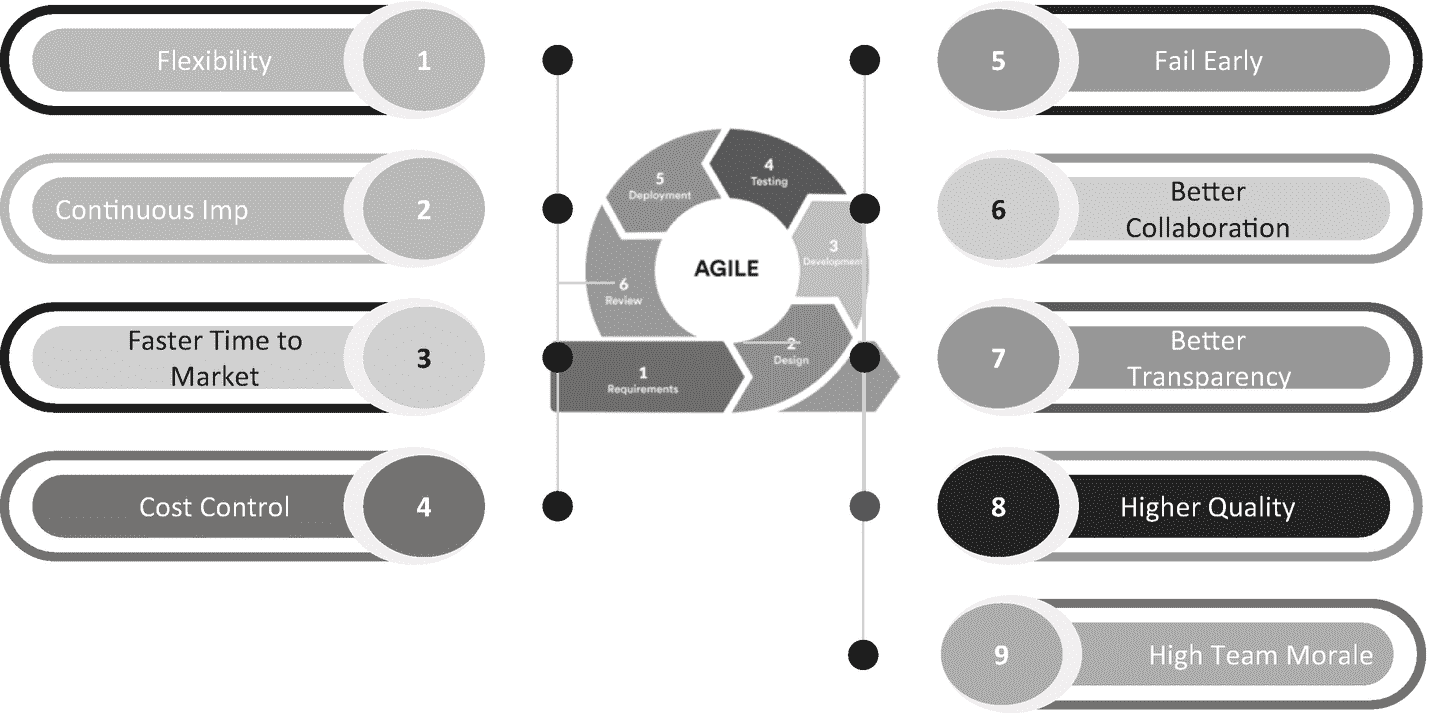 Flexibility
1
Continuous Imp
2
Faster Time to
Market
3
Cost Control
4
5
Deployment
4
Testing
3
Development
AGILE
6
Review
2
Design
1
Requirements
5
Fail Early
6
Better
Collaboration
7
Better
Transparency
8
Higher Quality
9
High Team Morale